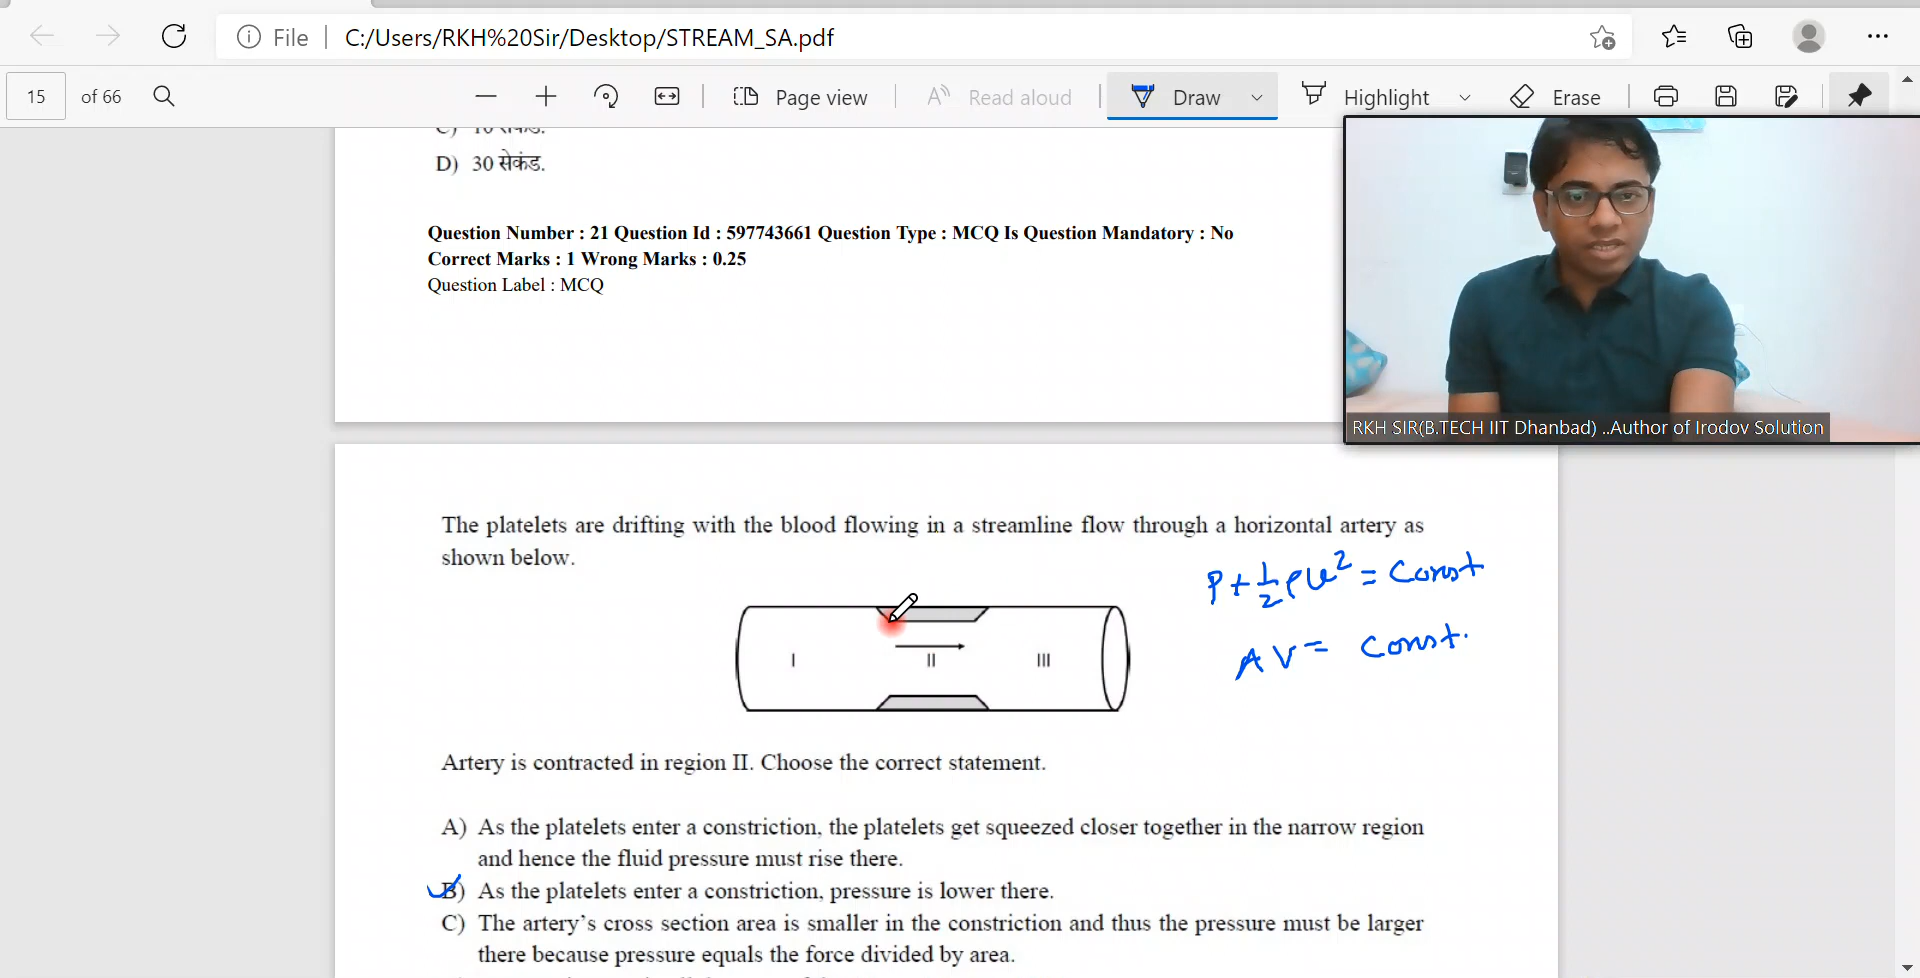 File
C:/Users/RKH%20Sir/Desktop/STREAM_SA.pdf
15 of 66
Page view
Read aloud
Draw
Highlight
Erase
D) 30 सेकंड.
Question Number : 21 Question Id : 597743661 Question Type : MCQ Is Question Mandatory : No
Correct Marks : 1 Wrong Marks : 0.25
Question Label : MCQ
RKH SIR(B.TECH IIT Dhanbad) ..Author of Irodov Solution
The platelets are drifting with the blood flowing in a streamline flow through a horizontal artery as
shown below.
P + 1/2 ρv² = Const
AV = Const.
I II III
Artery is contracted in region II. Choose the correct statement.
A) As the platelets enter a constriction, the platelets get squeezed closer together in the narrow region
and hence the fluid pressure must rise there.
B) As the platelets enter a constriction, pressure is lower there.
C) The artery's cross section area is smaller in the constriction and thus the pressure must be larger
there because pressure equals the force divided by area.